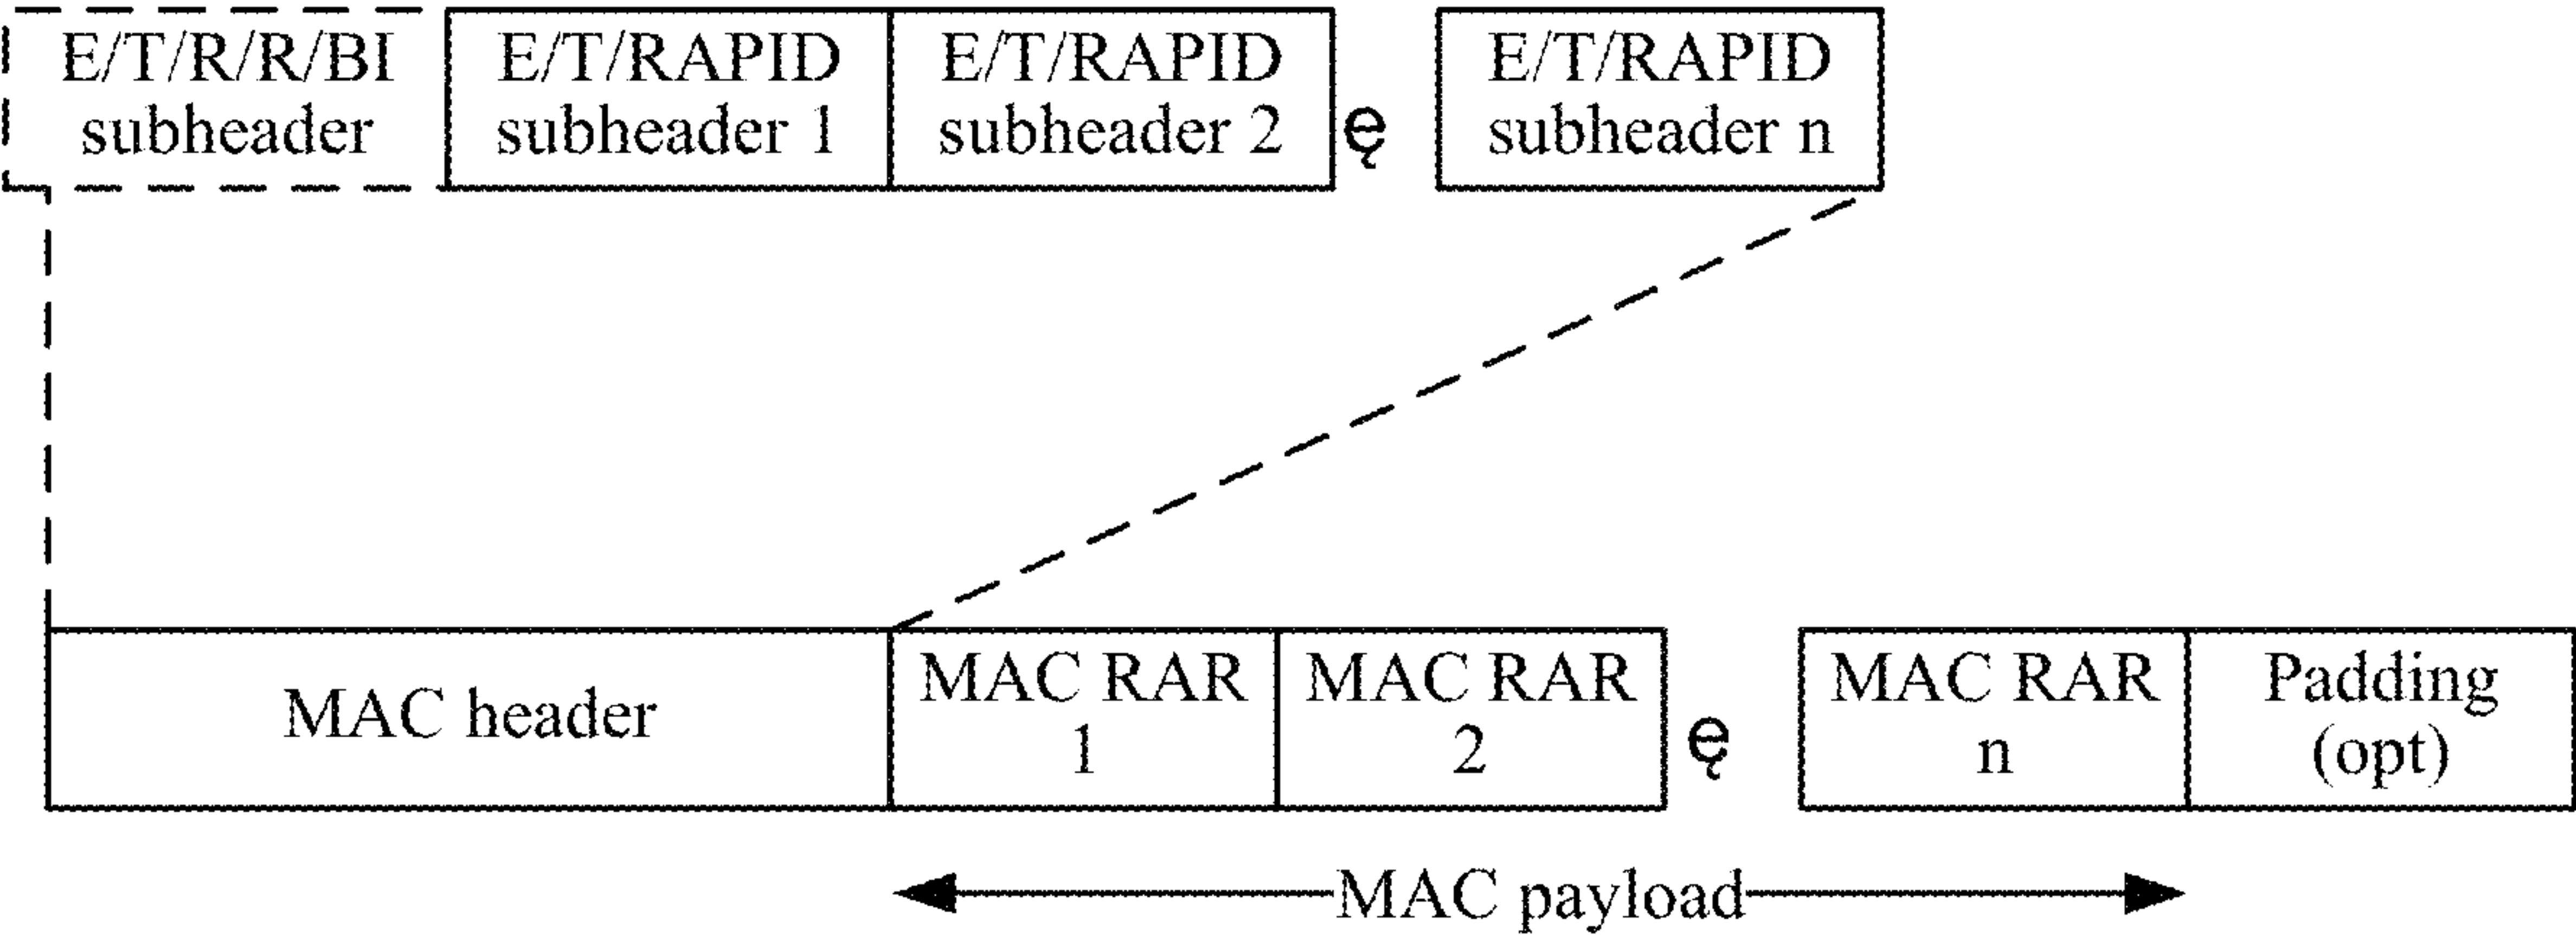 E/T/R/R/BI
subheader
E/T/RAPID
subheader 1
E/T/RAPID
subheader 2
ę
E/T/RAPID
subheader n
MAC header
MAC RAR
1
MAC RAR
2
ę
MAC RAR
n
Padding
(opt)
MAC payload